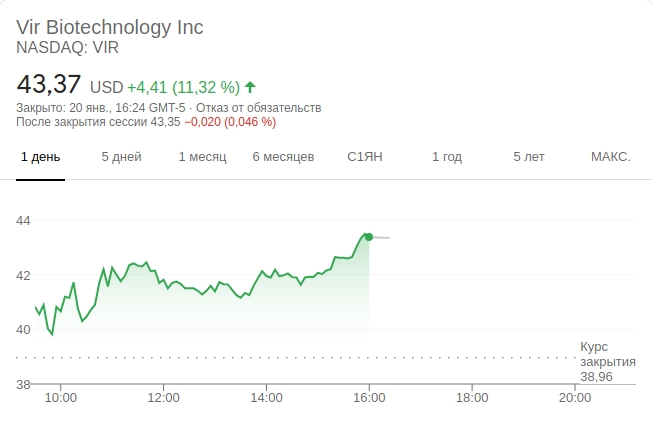 Vir Biotechnology Inc
NASDAQ: VIR
43,37 USD +4,41 (11,32 %)
Закрыто: 20 янв., 16:24 GMT-5 · Отказ от обязательств
После закрытия сессии 43,35 −0,020 (0,046 %)
1 день 5 дней 1 месяц 6 месяцев С1ЯН 1 год 5 лет МАКС.
44
42
40
Курс
закрытия
38,96
38
10:00 12:00 14:00 16:00 18:00 20:00